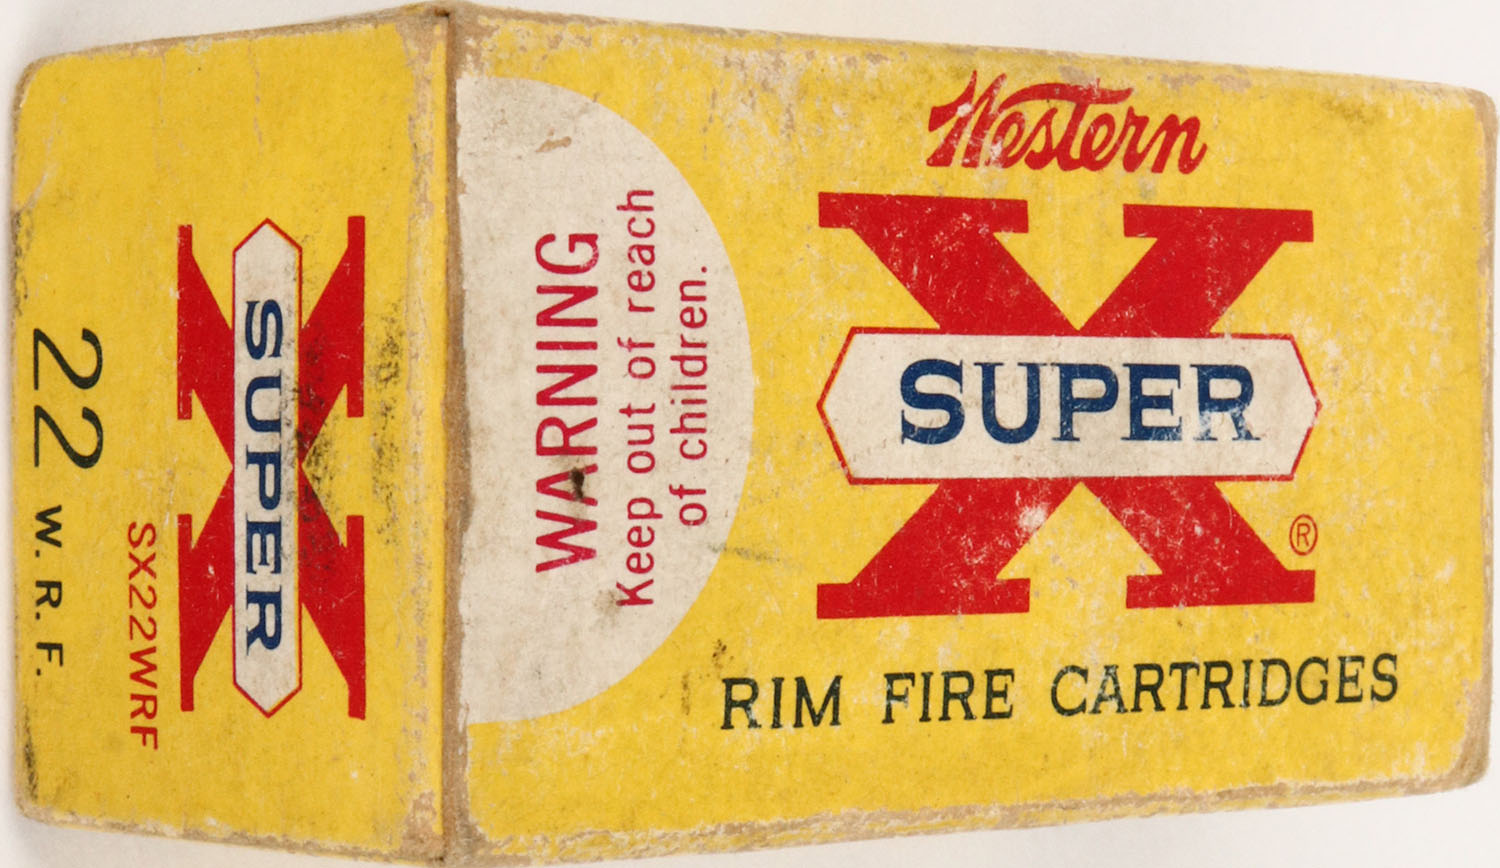 Western
X
SUPER
®
RIM FIRE CARTRIDGES
WARNING
Keep out of reach
of children.
X
SUPER
SX22WRF
22 W. R. F.